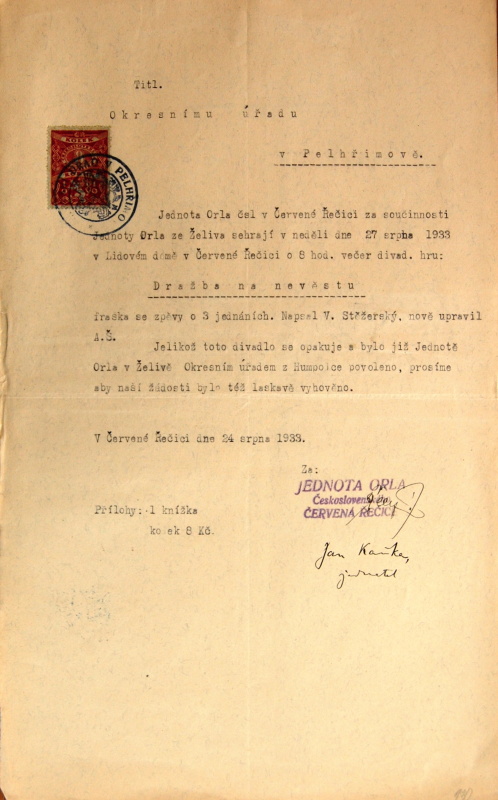 Titl.
Okresnímu úřadu
v Pelhřimově.
KOLEK
PELHŘIMO
Jednota Orla čsl v Červené Řečici za součinnosti
Jednoty Orla ze Želiva sehrají v neděli dne 27 srpna 1933
v Lidovém domě v Červené Řečici o 8 hod. večer divad. hru:
Dražba na nevěstu
fraška se zpěvy o 3 jednáních. Napsal V. Stěžerský, nově upravil
A.Š.
Jelikož toto divadlo se opakuje a bylo již Jednotě
Orla v Želivě Okresním úřadem z Humpolce povoleno, prosíme
aby naší žádosti bylo též laskavě vyhověno.
V Červené Řečici dne 24 srpna 1933.
Za:
JEDNOTA ORLA
Československého
ČERVENÁ ŘEČICE
Přílohy: 1 knížka
kolek 8 Kč.
Jan
jednatel